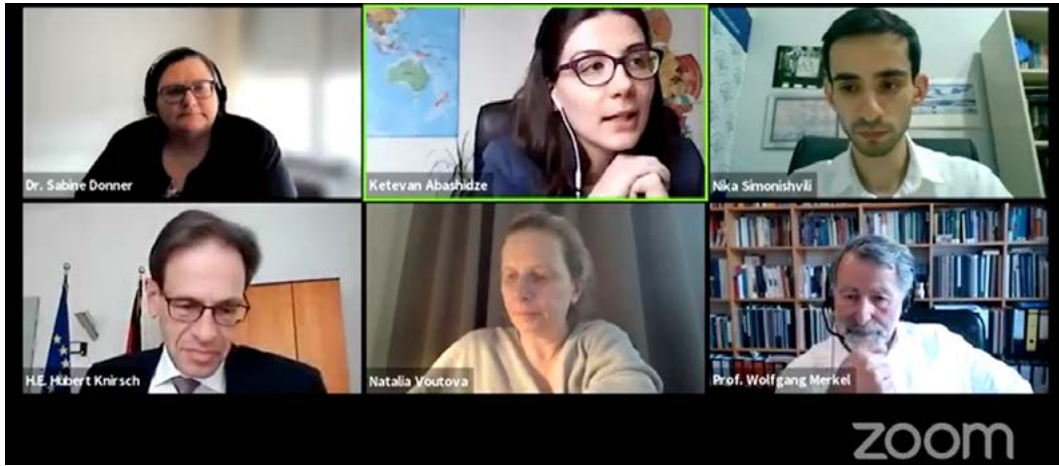 Dr. Sabine Donner
Ketevan Abashidze
Nika Simonishvili
H.E. Hubert Knirsch
Natalia Voutova
Prof. Wolfgang Merkel
zoom